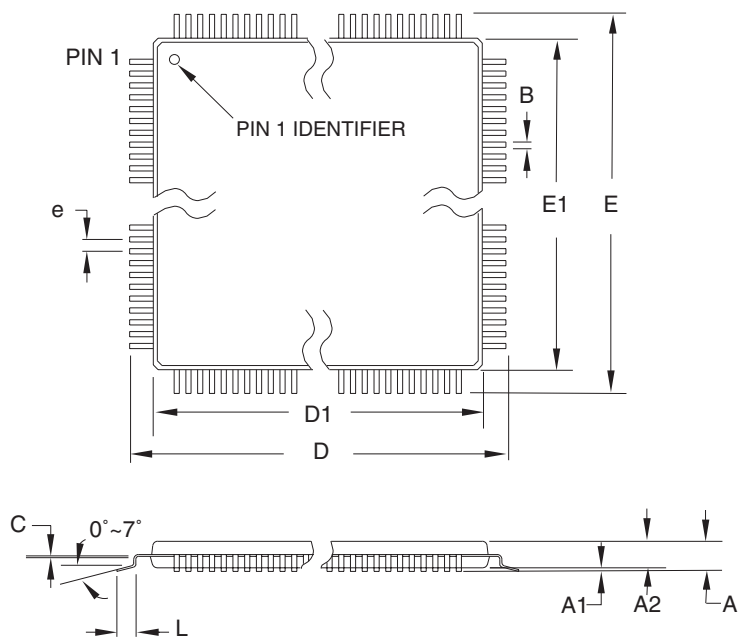 PIN 1
B
PIN 1 IDENTIFIER
e
E1
E
D1
D
C
0°~7°
L
A1
A2
A